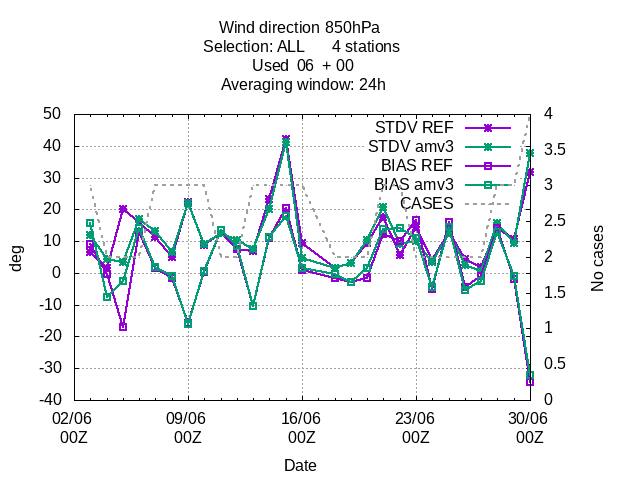 Wind direction 850hPa
Selection: ALL 4 stations
Used 06 + 00
Averaging window: 24h
50
40
30
20
10
0
-10
-20
-30
-40
deg
4
3.5
3
2.5
2
1.5
1
0.5
0
No cases
STDV REF
STDV amv3
BIAS REF
BIAS amv3
CASES
02/06 09/06 16/06 23/06 30/06
00Z 00Z 00Z 00Z 00Z
Date